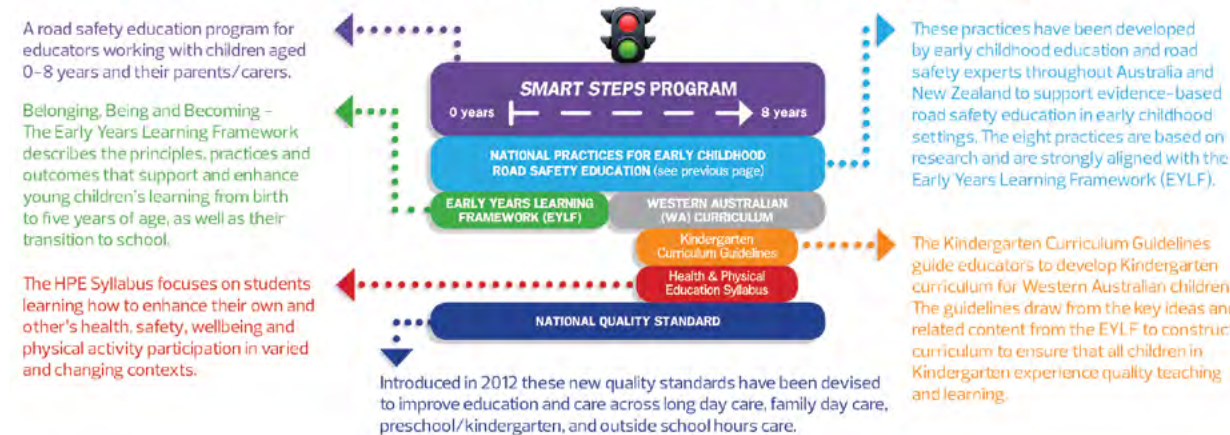 A road safety education program for
educators working with children aged
0–8 years and their parents/carers.
Belonging, Being and Becoming –
The Early Years Learning Framework
describes the principles, practices and
outcomes that support and enhance
young children's learning from birth
to five years of age, as well as their
transition to school.
The HPE Syllabus focuses on students
learning how to enhance their own and
other's health, safety, wellbeing and
physical activity participation in varied
and changing contexts.
SMART STEPS PROGRAM
0 years
8 years
NATIONAL PRACTICES FOR EARLY CHILDHOOD
ROAD SAFETY EDUCATION (see previous page)
EARLY YEARS LEARNING
FRAMEWORK (EYLF)
WESTERN AUSTRALIAN
(WA) CURRICULUM
Kindergarten
Curriculum Guidelines
Health & Physical
Education Syllabus
NATIONAL QUALITY STANDARD
Introduced in 2012 these new quality standards have been devised
to improve education and care across long day care, family day care,
preschool/kindergarten, and outside school hours care.
These practices have been developed
by early childhood education and road
safety experts throughout Australia and
New Zealand to support evidence-based
road safety education in early childhood
settings. The eight practices are based on
research and are strongly aligned with the
Early Years Learning Framework (EYLF).
The Kindergarten Curriculum Guidelines
guide educators to develop Kindergarten
curriculum for Western Australian children
The guidelines draw from the key ideas an
related content from the EYLF to construc
curriculum to ensure that all children in
Kindergarten experience quality teaching
and learning.